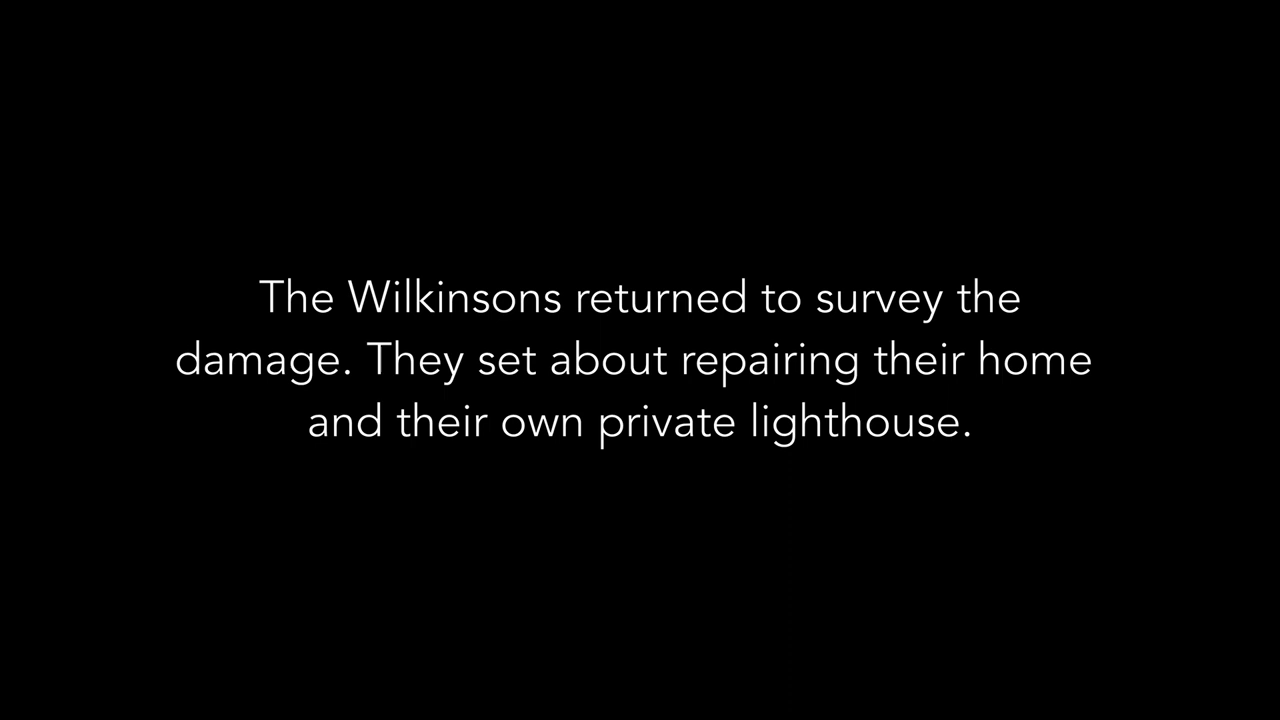 The Wilkinsons returned to survey the
damage. They set about repairing their home
and their own private lighthouse.